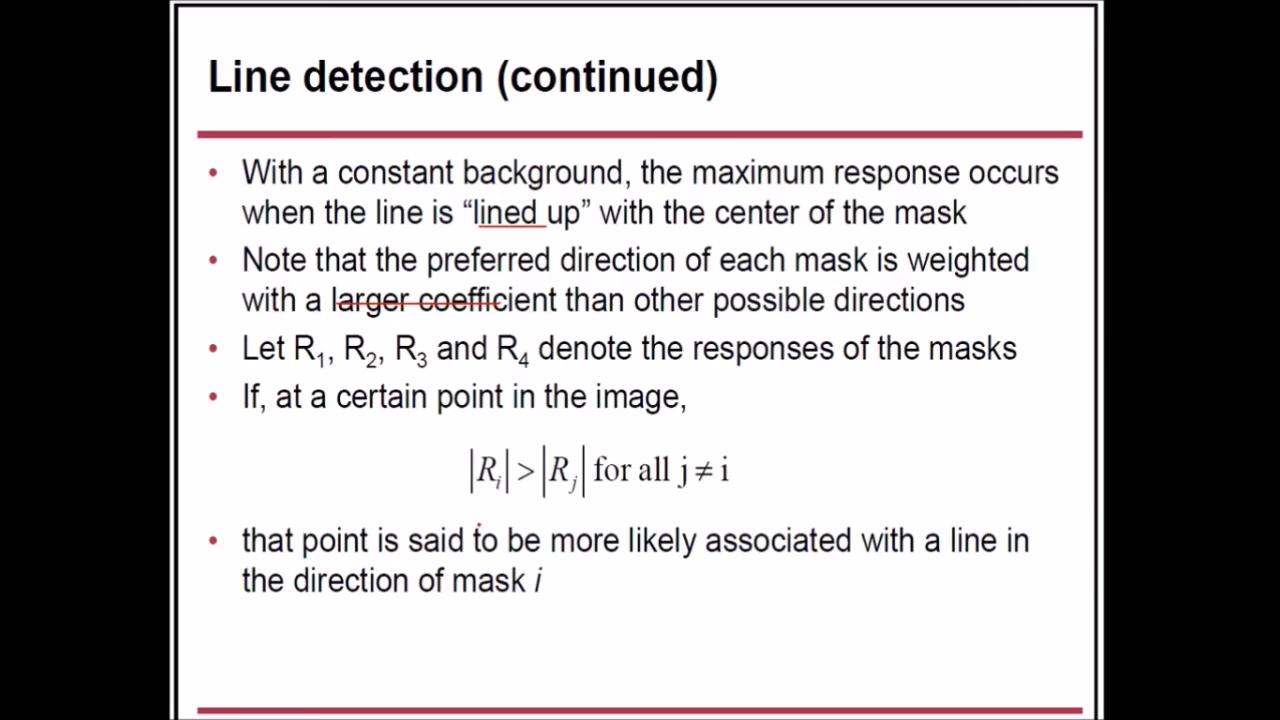 Line detection (continued)
• With a constant background, the maximum response occurs
when the line is “lined up” with the center of the mask
• Note that the preferred direction of each mask is weighted
with a larger coefficient than other possible directions
• Let R₁, R₂, R₃ and R₄ denote the responses of the masks
• If, at a certain point in the image,
|Rᵢ| > |Rⱼ| for all j ≠ i
• that point is said to be more likely associated with a line in
the direction of mask i